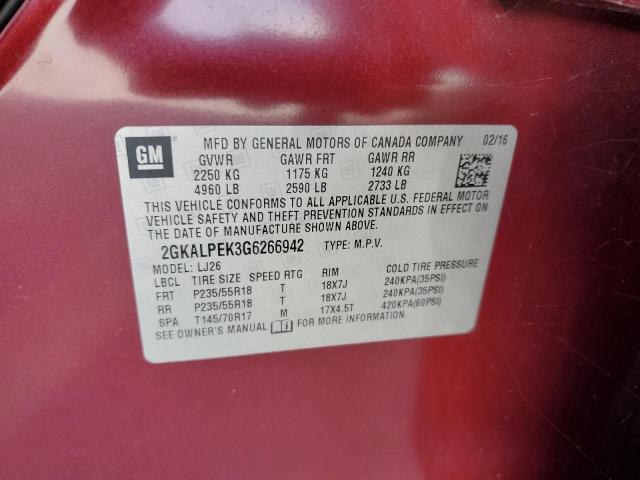 GM
MFD BY GENERAL MOTORS OF CANADA COMPANY 02/16
GVWR GAWR FRT GAWR RR
2250 KG 1175 KG 1240 KG
4960 LB 2590 LB 2733 LB
THIS VEHICLE CONFORMS TO ALL APPLICABLE U.S. FEDERAL MOTOR
VEHICLE SAFETY AND THEFT PREVENTION STANDARDS IN EFFECT ON
THE DATE OF MANUFACTURE SHOWN ABOVE.
2GKALPEK3G6266942 TYPE: M.P.V.
MODEL: LJ26
LBCL TIRE SIZE SPEED RTG RIM COLD TIRE PRESSURE
FRT P235/55R18 T 18X7J 240KPA(35PSI)
RR P235/55R18 T 18X7J 240KPA(35PSI)
SPA T145/70R17 M 17X4.5T 420KPA(60PSI)
SEE OWNER'S MANUAL FOR MORE INFORMATION.